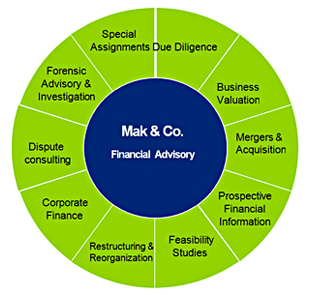 Mak & Co.
Financial Advisory
Special
Assignments
Due Diligence
Business
Valuation
Mergers &
Acquisition
Prospective
Financial
Information
Feasibility
Studies
Restructuring &
Reorganization
Corporate
Finance
Dispute
consulting
Forensic
Advisory &
Investigation